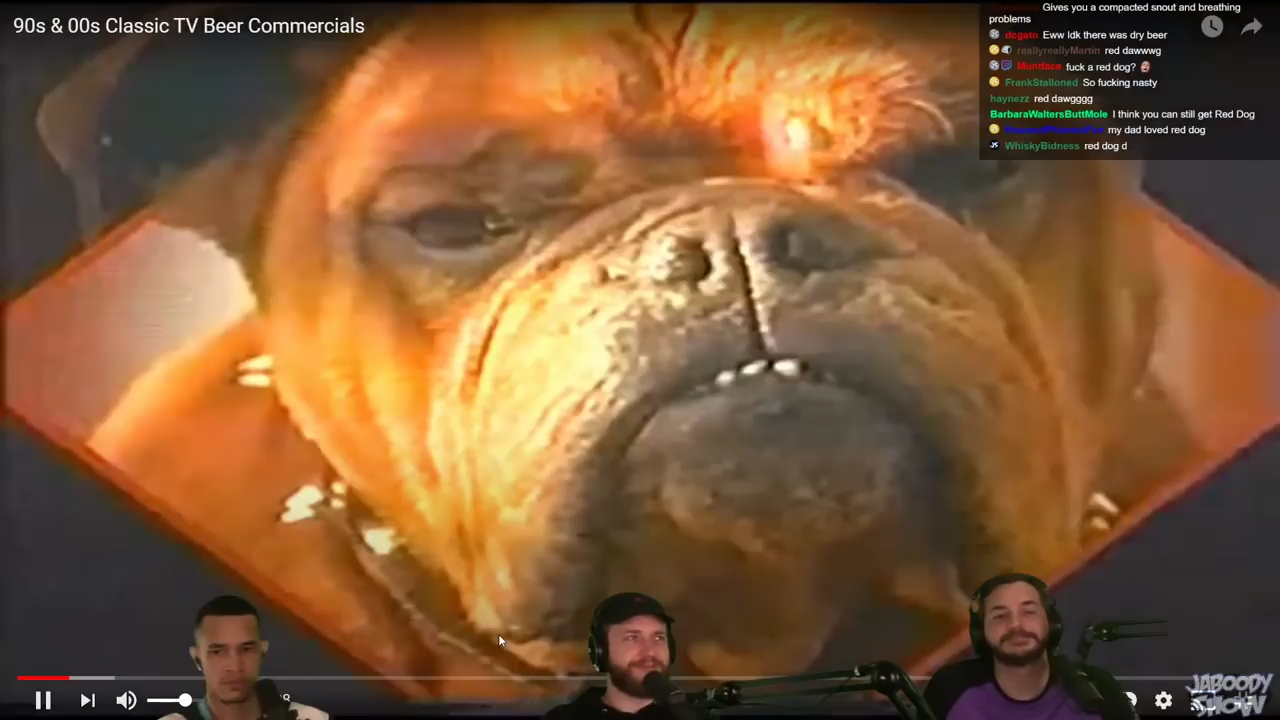 90s & 00s Classic TV Beer Commercials
Gives you a compacted snout and breathing
problems
dcgato Eww Idk there was dry beer
reallyreallyMartin red dawwwg
Muntface fuck a red dog?
FrankStalloned So fucking nasty
haynezz red dawgggg
BarbaraWaltersButtMole I think you can still get Red Dog
my dad loved red dog
WhiskyBidness red dog d
JABOODY
SHOW